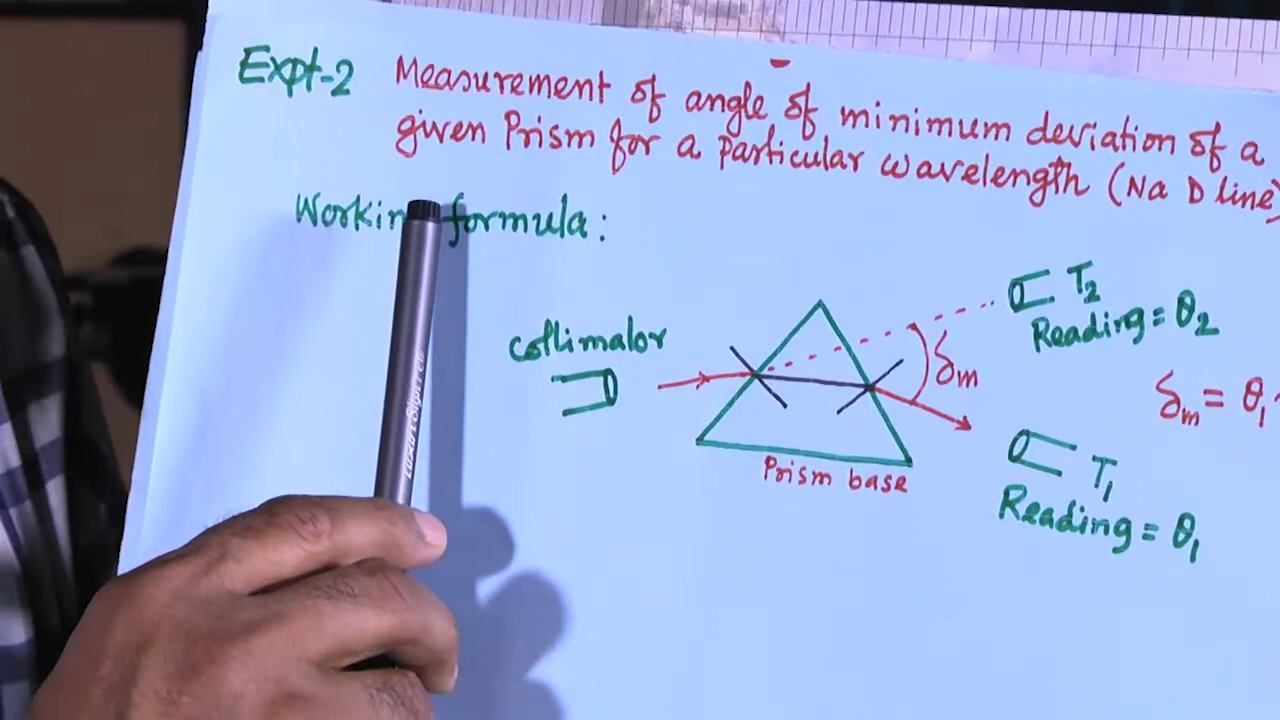 Expt-2 Measurement of angle of minimum deviation of a
given Prism for a particular wavelength (Na D line)
Workin formula:
collimator
T₂
Reading = θ₂
δₘ
δₘ = θ₁
Prism base
T₁
Reading = θ₁